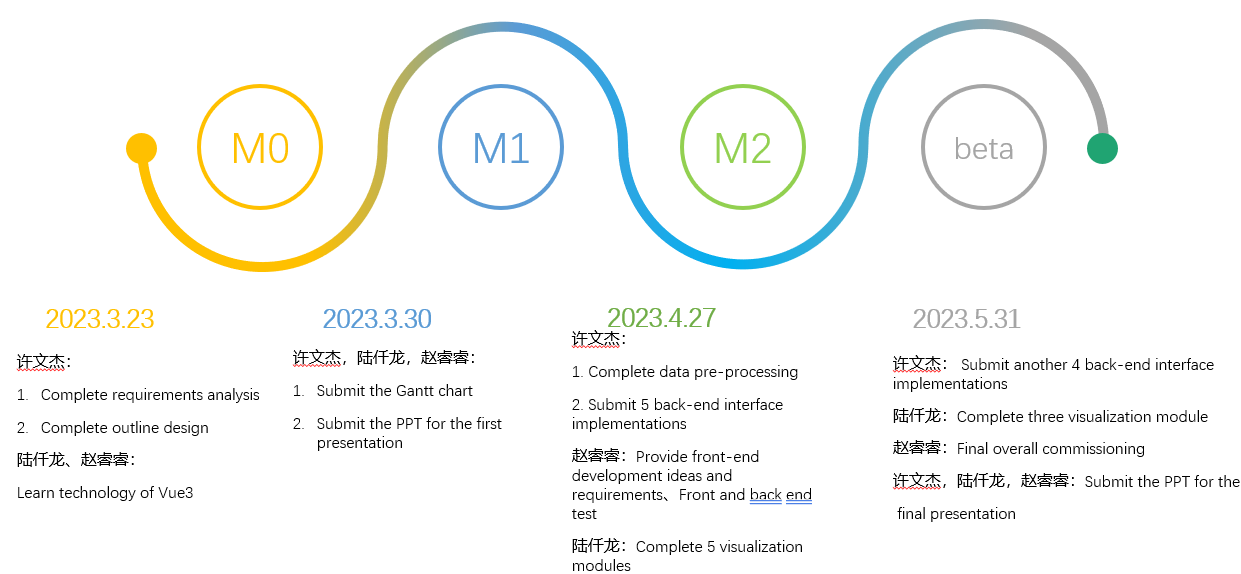 M0
M1
M2
beta
2023.3.23
许文杰：
1. Complete requirements analysis
2. Complete outline design
陆仟龙、赵睿睿：
Learn technology of Vue3
2023.3.30
许文杰，陆仟龙，赵睿睿：
1. Submit the Gantt chart
2. Submit the PPT for the first
presentation
2023.4.27
许文杰：
1. Complete data pre-processing
2. Submit 5 back-end interface
implementations
赵睿睿：Provide front-end
development ideas and
requirements、Front and back end
test
陆仟龙：Complete 5 visualization
modules
2023.5.31
许文杰： Submit another 4 back-end interface
implementations
陆仟龙：Complete three visualization module
赵睿睿：Final overall commissioning
许文杰，陆仟龙，赵睿睿：Submit the PPT for the
final presentation